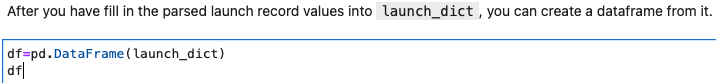 After you have fill in the parsed launch record values into launch_dict , you can create a dataframe from it.
df=pd.DataFrame(launch_dict)
df